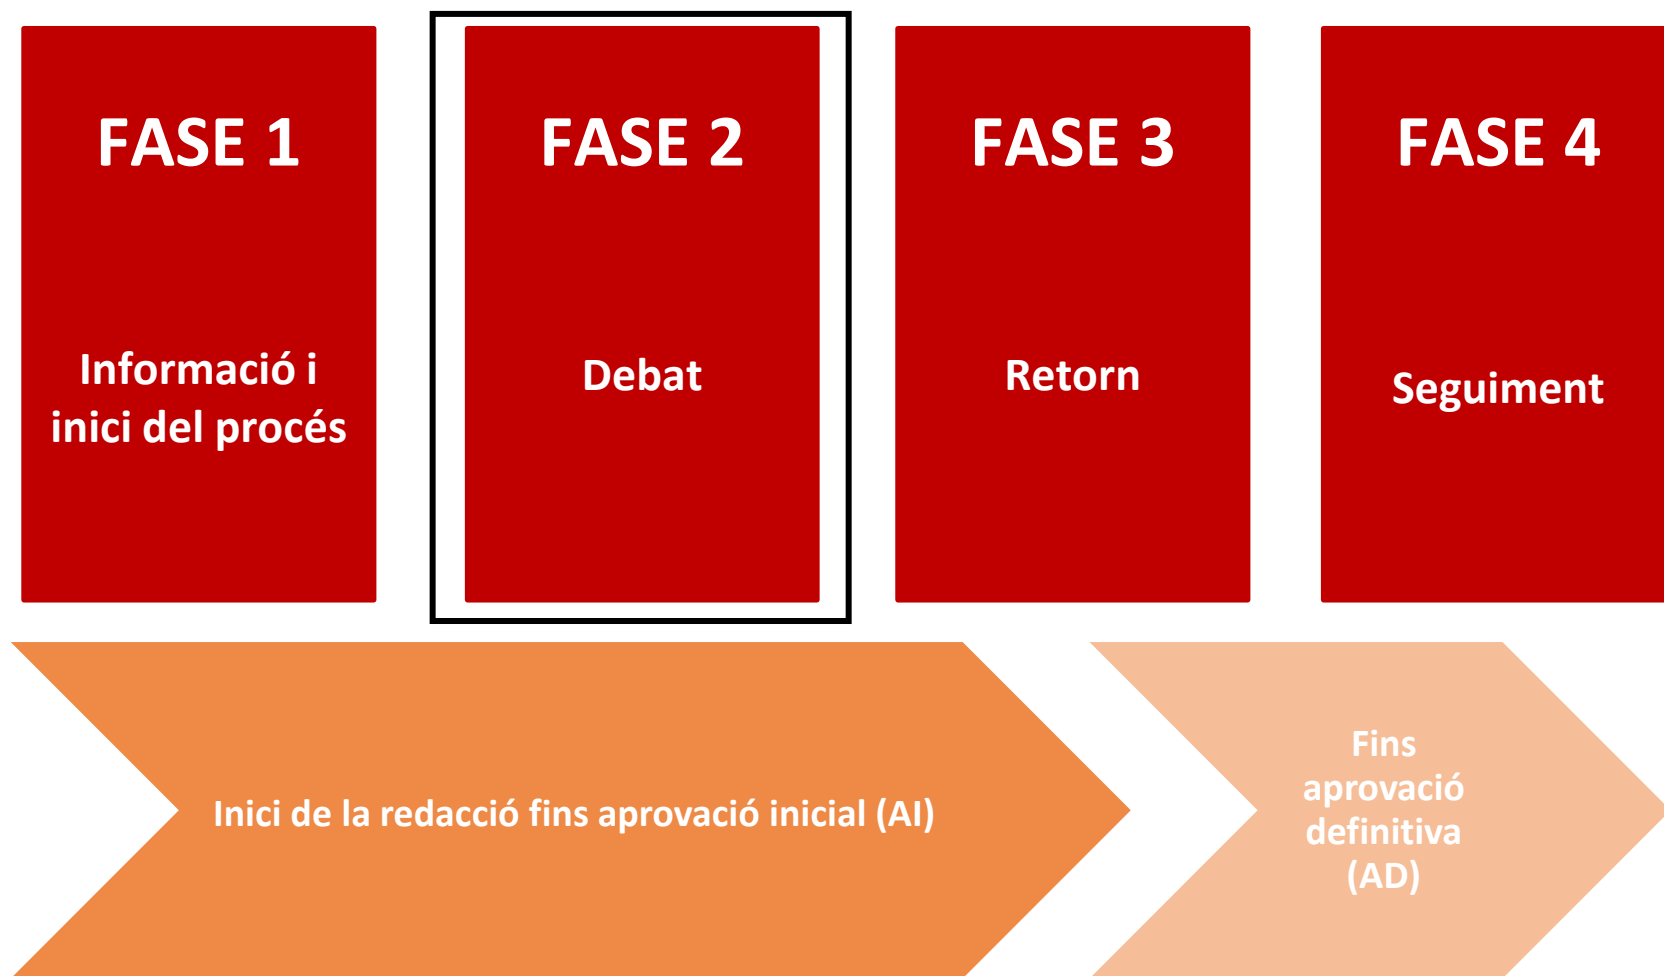 FASE 1
Informació i
inici del procés
FASE 2
Debat
FASE 3
Retorn
FASE 4
Seguiment
Inici de la redacció fins aprovació inicial (AI)
Fins
aprovació
definitiva
(AD)